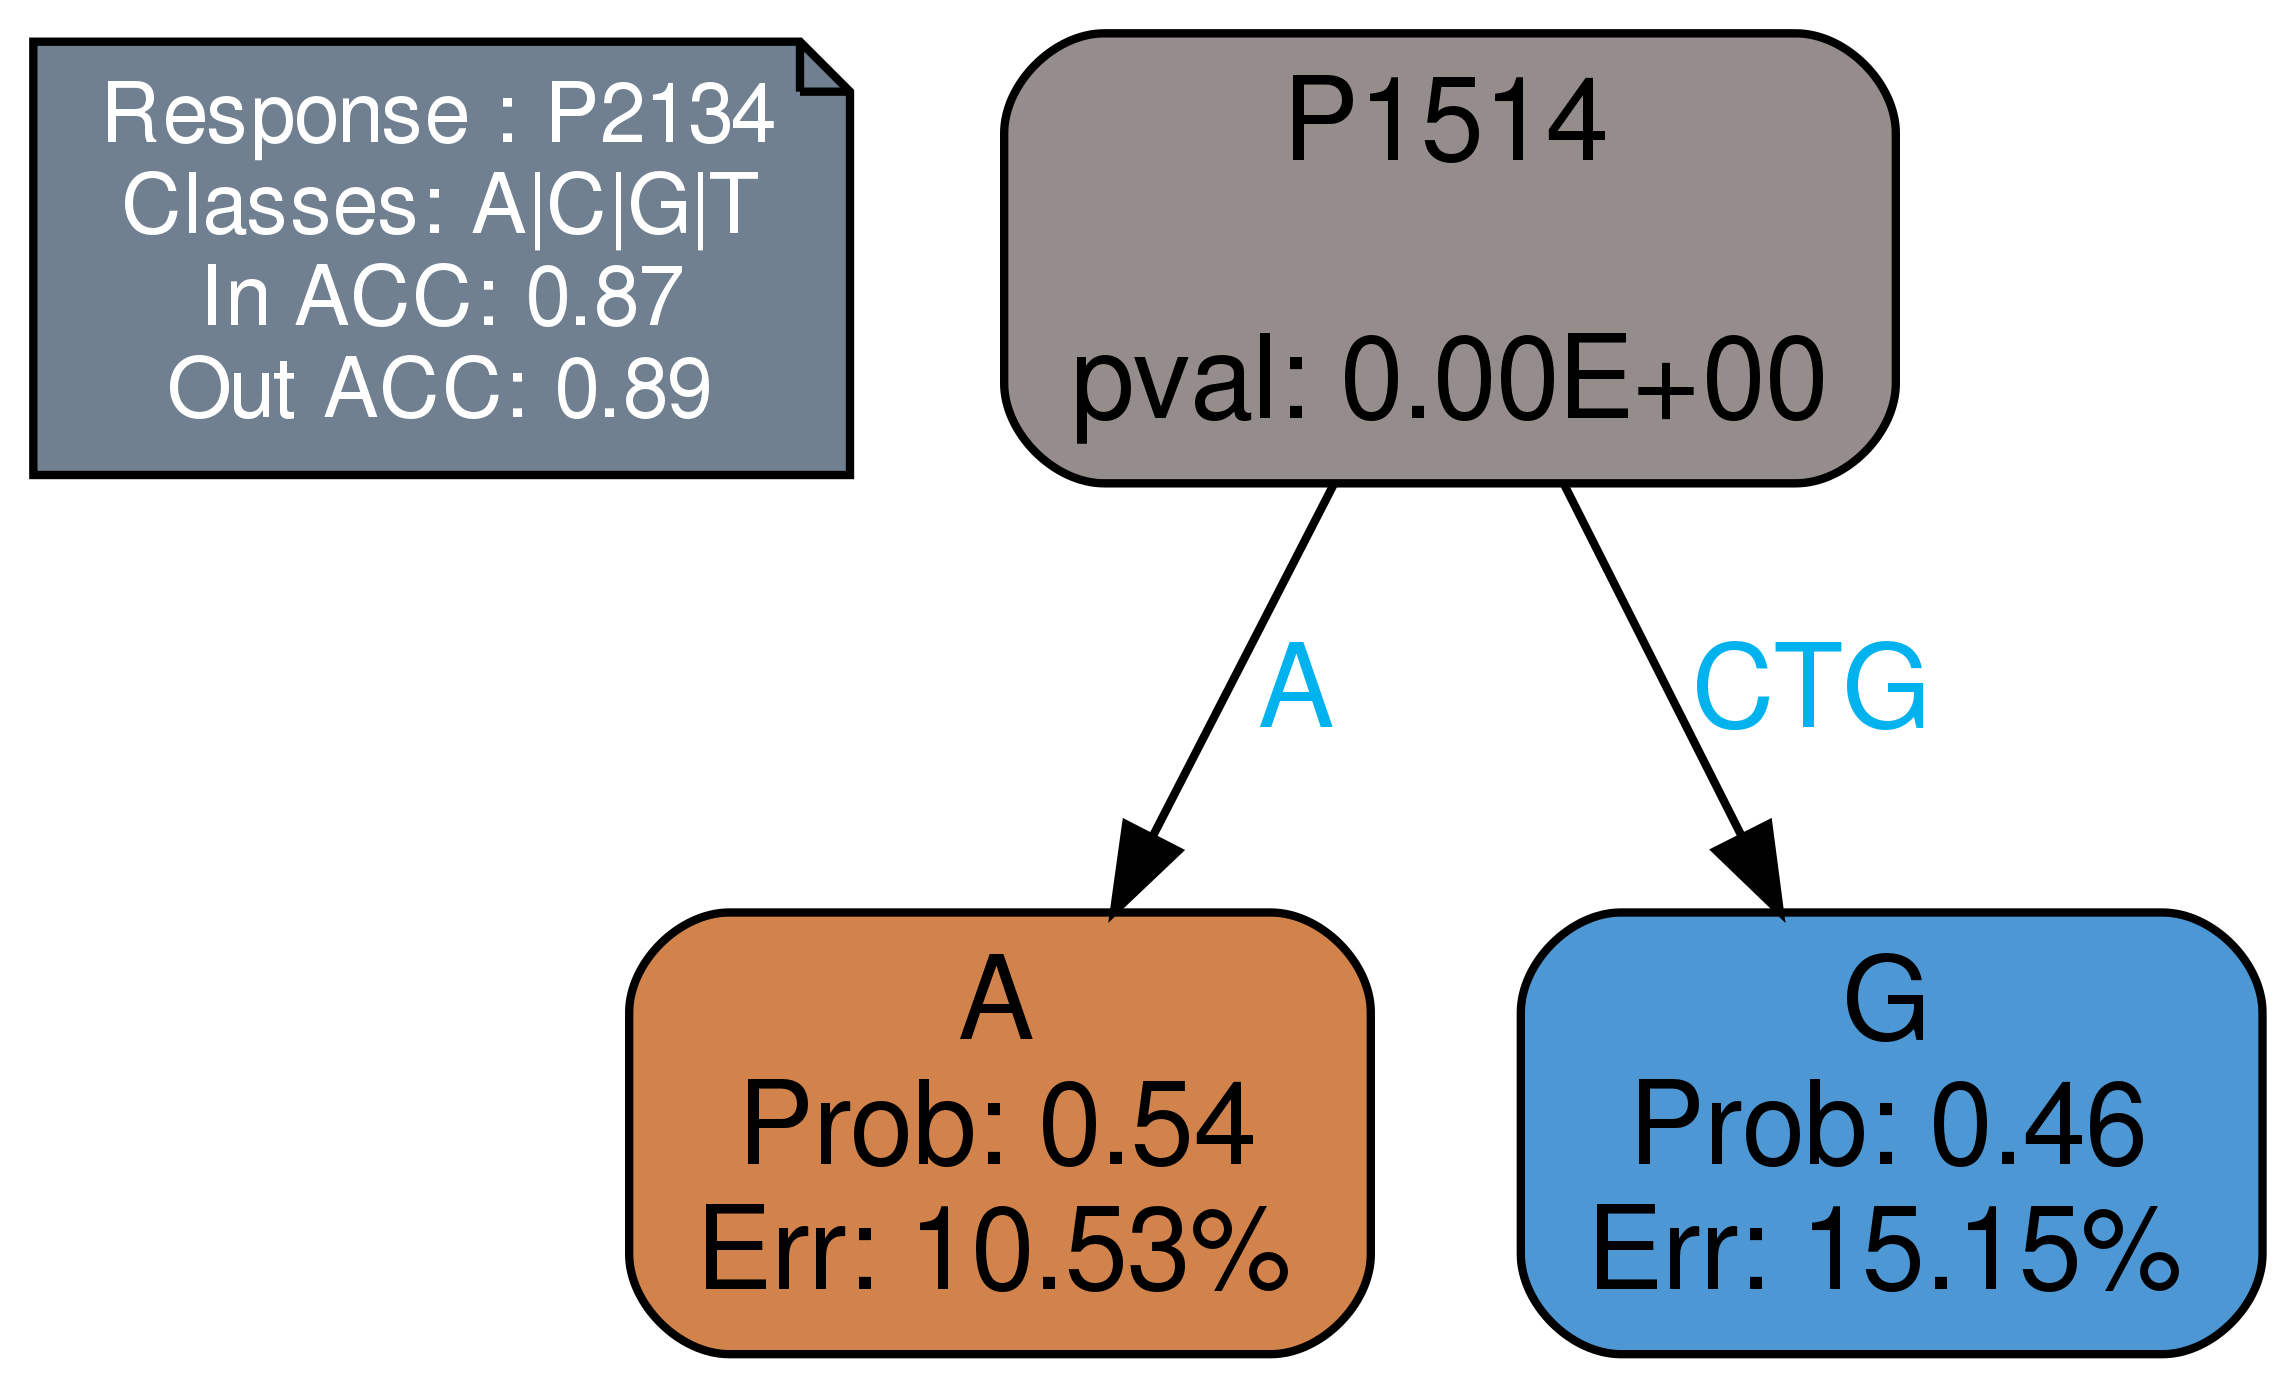 Response : P2134
Classes: A|C|G|T
In ACC: 0.87
Out ACC: 0.89
P1514
pval: 0.00E+00
A
CTG
A
Prob: 0.54
Err: 10.53%
G
Prob: 0.46
Err: 15.15%